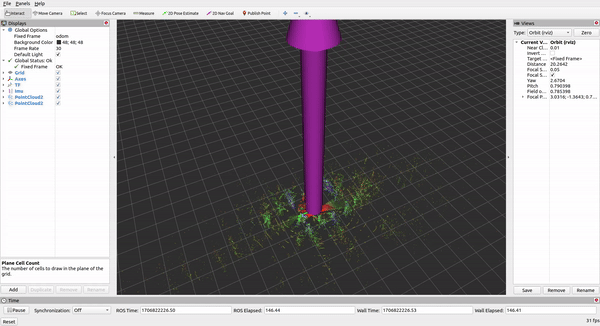 File Panels Help
Interact Move Camera Select Focus Camera Measure 2D Pose Estimate 2D Nav Goal Publish Point
Displays
Global Options
Fixed Frame odom
Background Color 48; 48; 48
Frame Rate 30
Default Light
Global Status: Ok
Fixed Frame OK
Grid
Axes
TF
Imu
PointCloud2
PointCloud2
Plane Cell Count
The number of cells to draw in the plane of the
grid.
Add Duplicate Remove Rename
Views
Type: Orbit (rviz) Zero
Current V... Orbit (rviz)
Near Cl... 0.01
Invert ...
Target ... <Fixed Frame>
Distance 20.2642
Focal S... 0.05
Focal S...
Yaw 2.6704
Pitch 0.790398
Field o... 0.785398
Focal P... 3.0316; -1.3643; 0.7...
Save Remove Rename
Time
Pause Synchronization: Off ROS Time: 1706822226.50 ROS Elapsed: 146.44 Wall Time: 1706822226.53 Wall Elapsed: 146.41
Reset 31 fps